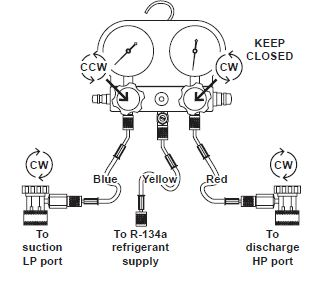 KEEP
CLOSED
CCW
CW
CW
CW
Blue
Yellow
Red
To
suction
LP port
To R-134a
refrigerant
supply
To
discharge
HP port